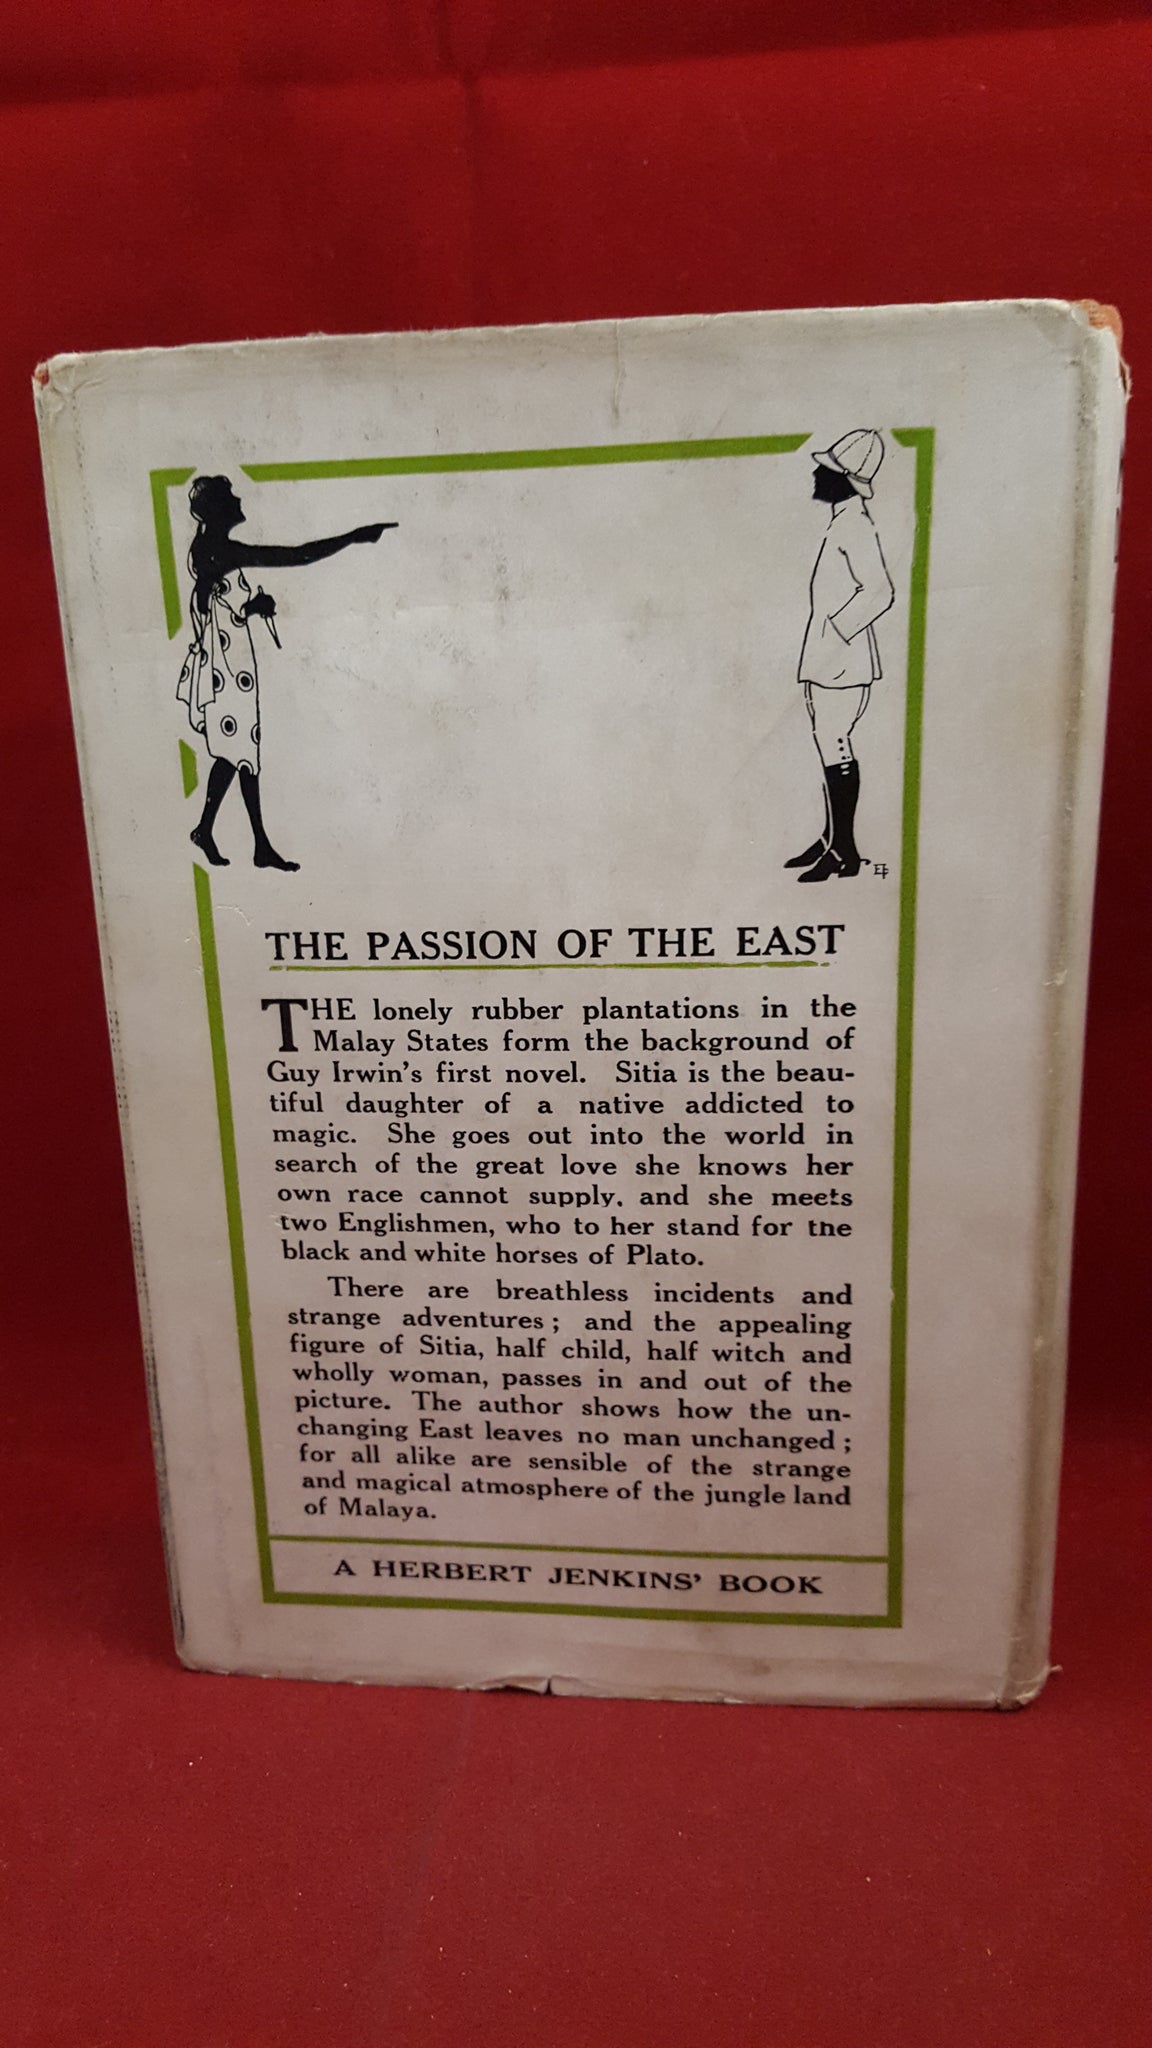 EF
THE PASSION OF THE EAST
THE lonely rubber plantations in the
Malay States form the background of
Guy Irwin's first novel. Sitia is the beau-
tiful daughter of a native addicted to
magic. She goes out into the world in
search of the great love she knows her
own race cannot supply, and she meets
two Englishmen, who to her stand for the
black and white horses of Plato.
There are breathless incidents and
strange adventures; and the appealing
figure of Sitia, half child, half witch and
wholly woman, passes in and out of the
picture. The author shows how the un-
changing East leaves no man unchanged;
for all alike are sensible of the strange
and magical atmosphere of the jungle land
of Malaya.
A HERBERT JENKINS' BOOK